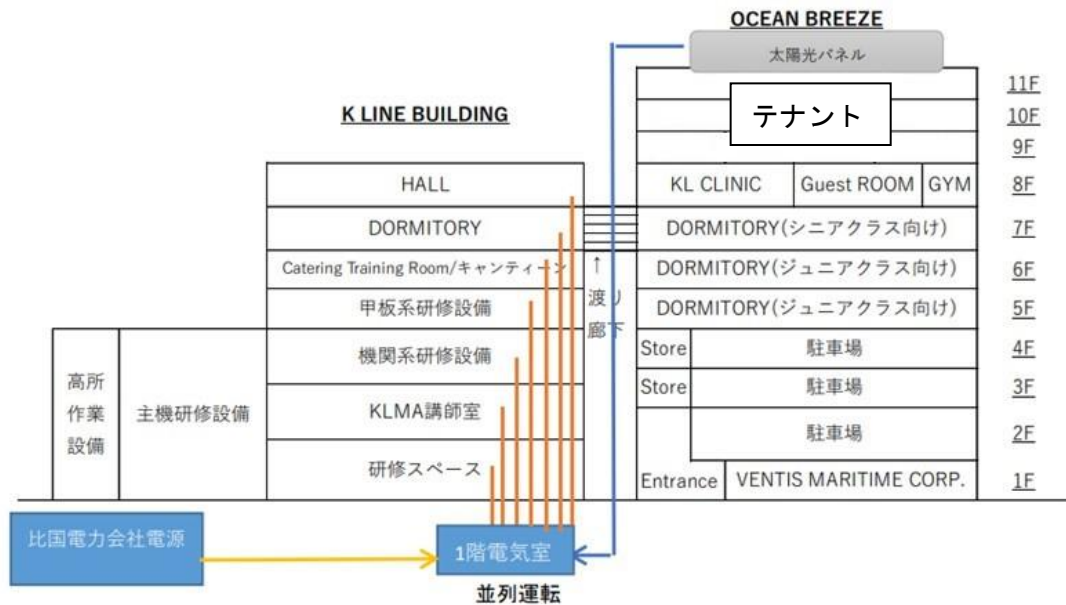 OCEAN BREEZE
太陽光パネル
11F
テナント
10F
9F
K LINE BUILDING
HALL
KL CLINIC
Guest ROOM
GYM
8F
DORMITORY
DORMITORY(シニアクラス向け)
7F
Catering Training Room/キャンティーン
↑
渡り
廊下
DORMITORY(ジュニアクラス向け)
6F
甲板系研修設備
DORMITORY(ジュニアクラス向け)
5F
高所
作業
設備
主機研修設備
機関系研修設備
Store
駐車場
4F
KLMA講師室
Store
駐車場
3F
駐車場
2F
研修スペース
Entrance
VENTIS MARITIME CORP.
1F
比国電力会社電源
1階電気室
並列運転